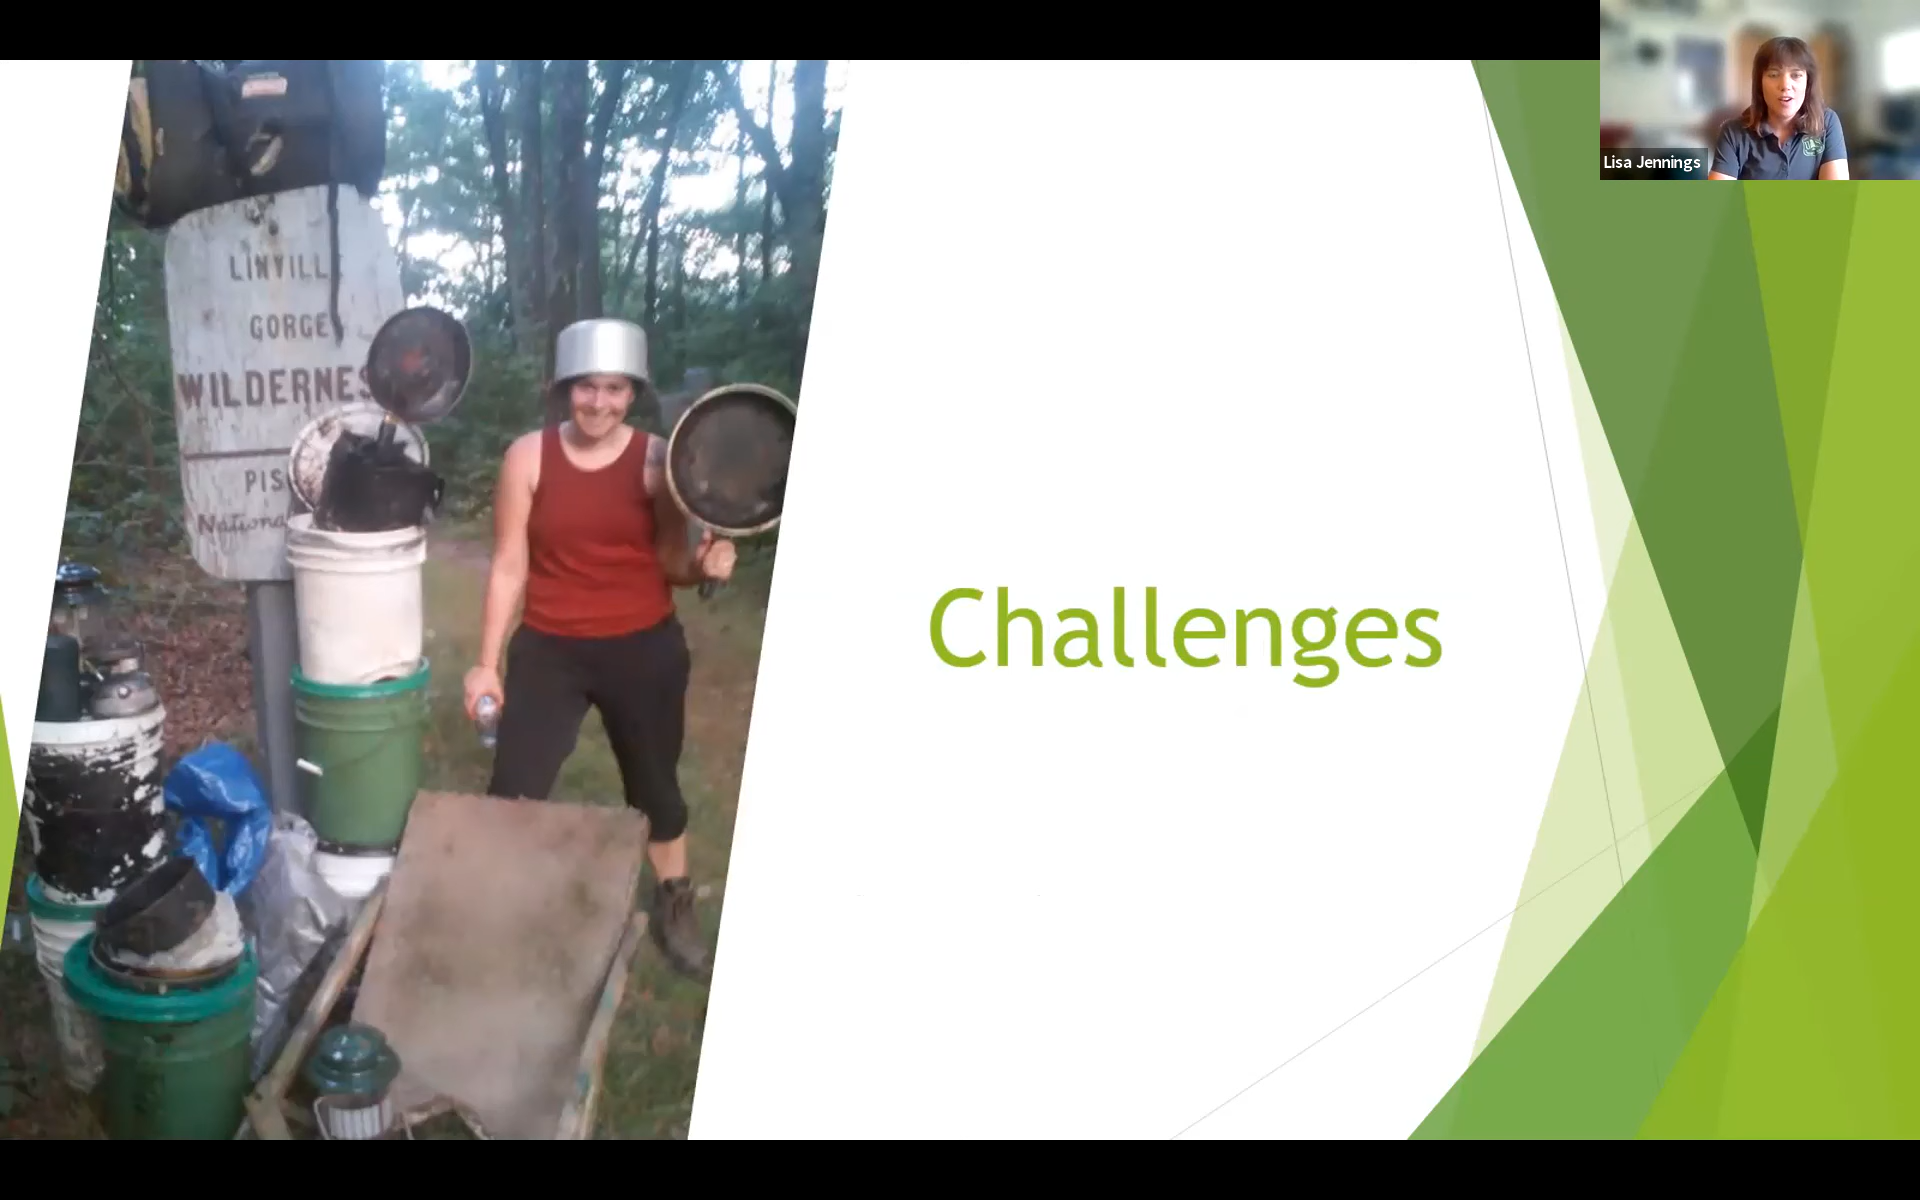 Lisa Jennings
LINVILL
GORGE
WILDERNES
PIS
Nationa
Challenges